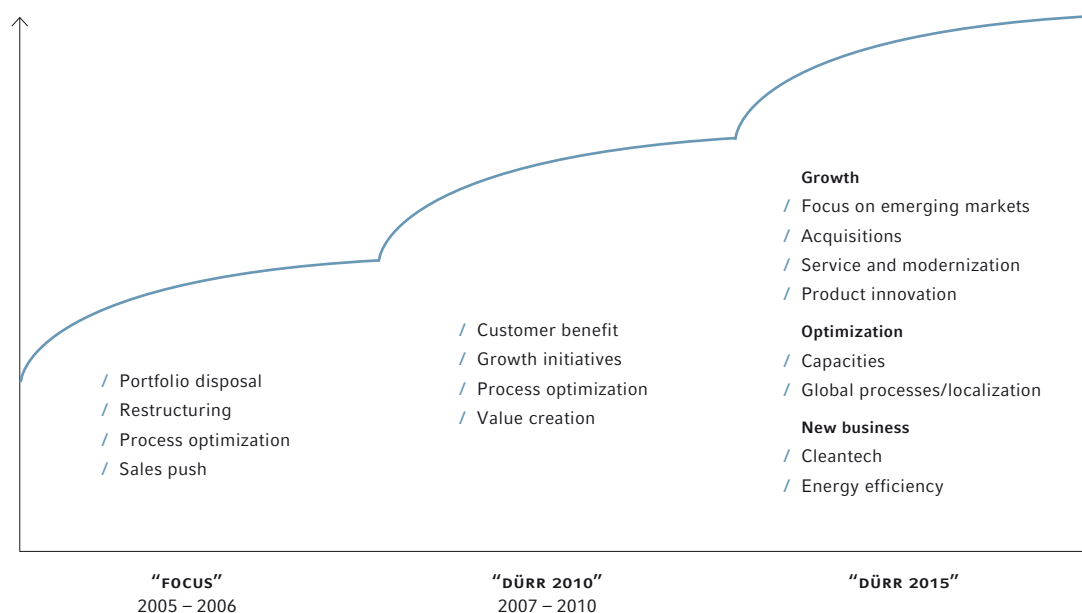 / Portfolio disposal
/ Restructuring
/ Process optimization
/ Sales push
/ Customer benefit
/ Growth initiatives
/ Process optimization
/ Value creation
Growth
/ Focus on emerging markets
/ Acquisitions
/ Service and modernization
/ Product innovation
Optimization
/ Capacities
/ Global processes/localization
New business
/ Cleantech
/ Energy efficiency
“FOCUS”
2005 – 2006
“DÜRR 2010”
2007 – 2010
“DÜRR 2015”